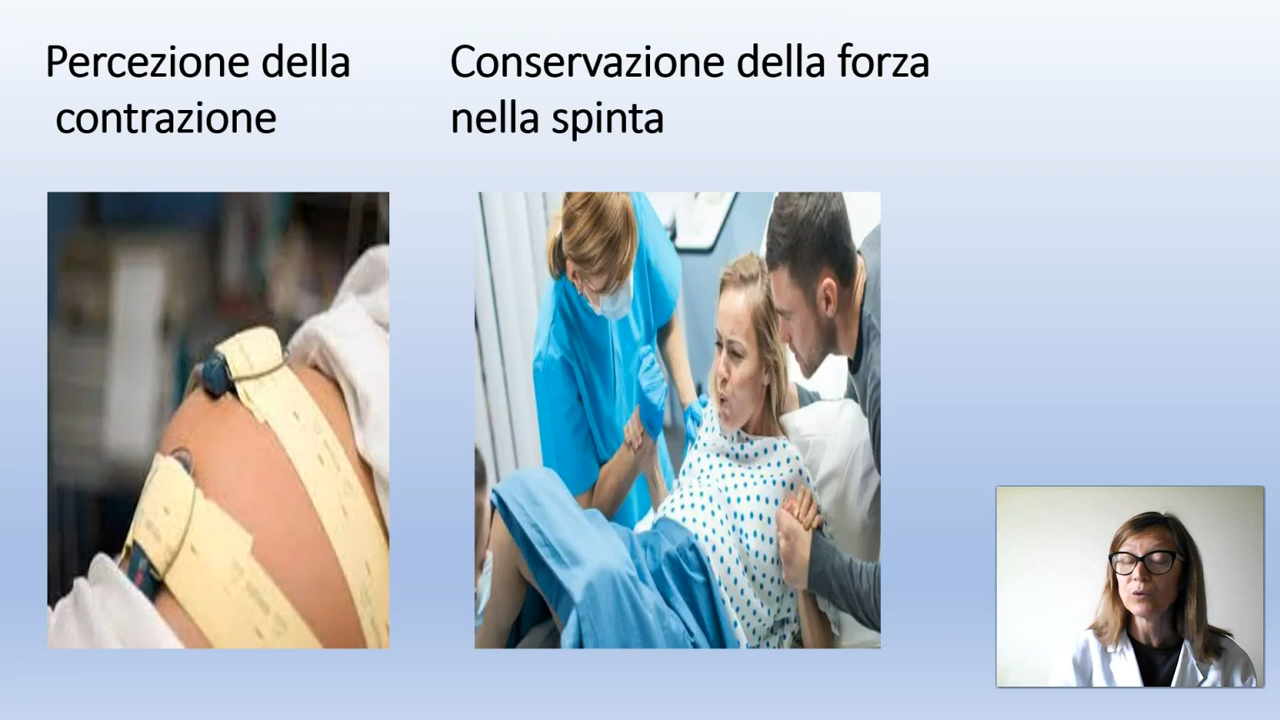 Percezione della
contrazione
Conservazione della forza
nella spinta